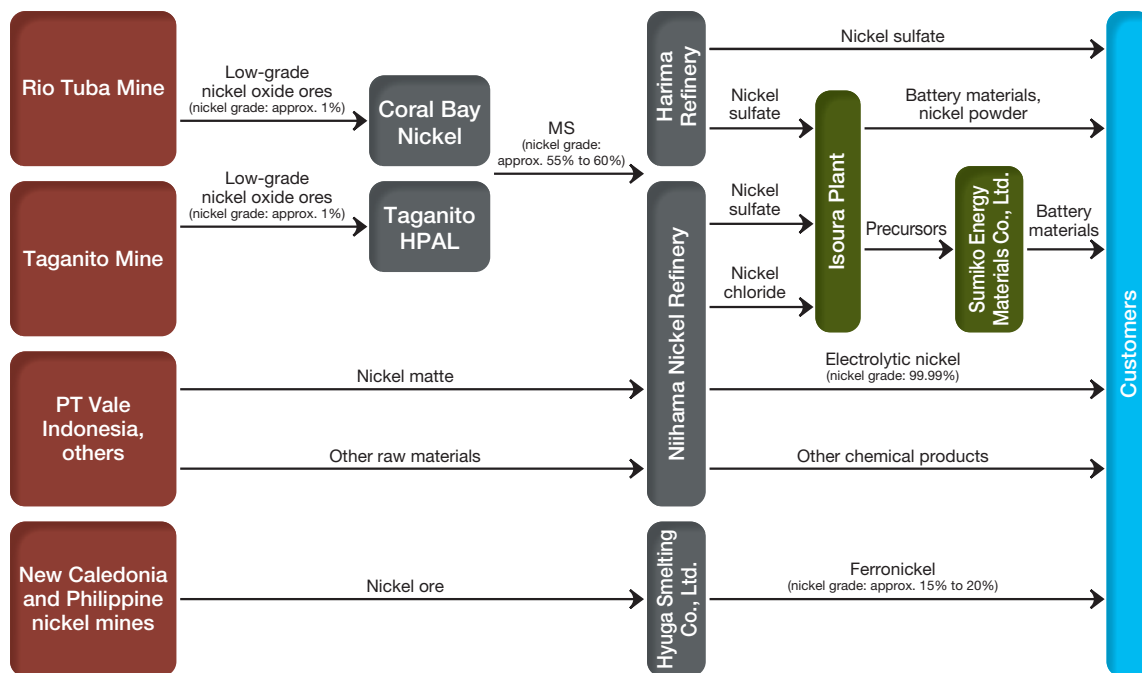 Rio Tuba Mine
Low-grade
nickel oxide ores
(nickel grade: approx. 1%)
Coral Bay
Nickel
Taganito Mine
Low-grade
nickel oxide ores
(nickel grade: approx. 1%)
Taganito
HPAL
MS
(nickel grade:
approx. 55% to 60%)
Harima
Refinery
Nickel sulfate
Nickel
sulfate
Battery materials,
nickel powder
Niihama Nickel Refinery
Nickel
sulfate
Nickel
chloride
Isoura Plant
Precursors
Sumiko Energy
Materials Co., Ltd.
Battery
materials
PT Vale
Indonesia,
others
Nickel matte
Other raw materials
Electrolytic nickel
(nickel grade: 99.99%)
Other chemical products
New Caledonia
and Philippine
nickel mines
Nickel ore
Hyuga Smelting
Co., Ltd.
Ferronickel
(nickel grade: approx. 15% to 20%)
Customers